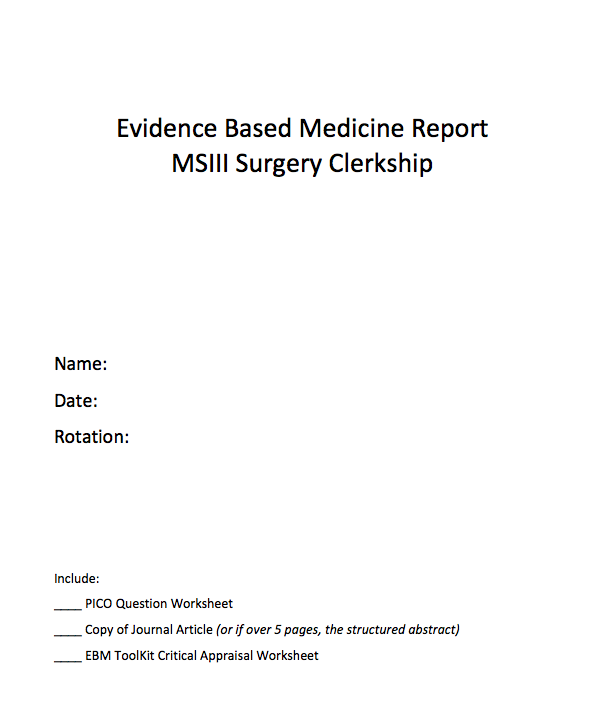 Evidence Based Medicine Report
MSIII Surgery Clerkship
Name:
Date:
Rotation:
Include:
____ PICO Question Worksheet
____ Copy of Journal Article (or if over 5 pages, the structured abstract)
____ EBM ToolKit Critical Appraisal Worksheet